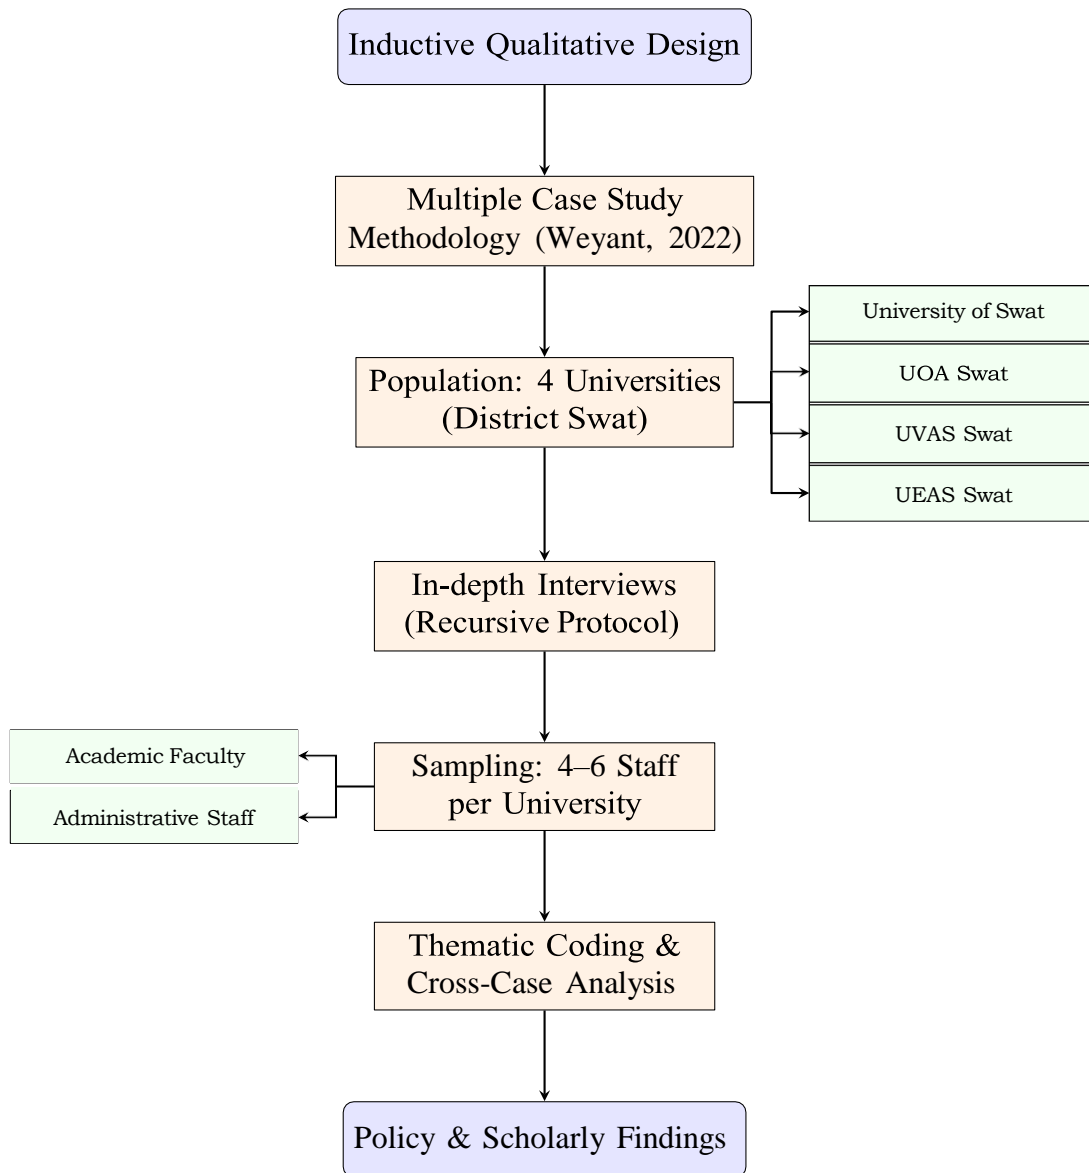 Inductive Qualitative Design
Multiple Case Study
Methodology (Weyant, 2022)
Population: 4 Universities
(District Swat)
University of Swat
UOA Swat
UVAS Swat
UEAS Swat
In-depth Interviews
(Recursive Protocol)
Sampling: 4–6 Staff
per University
Academic Faculty
Administrative Staff
Thematic Coding &
Cross-Case Analysis
Policy & Scholarly Findings